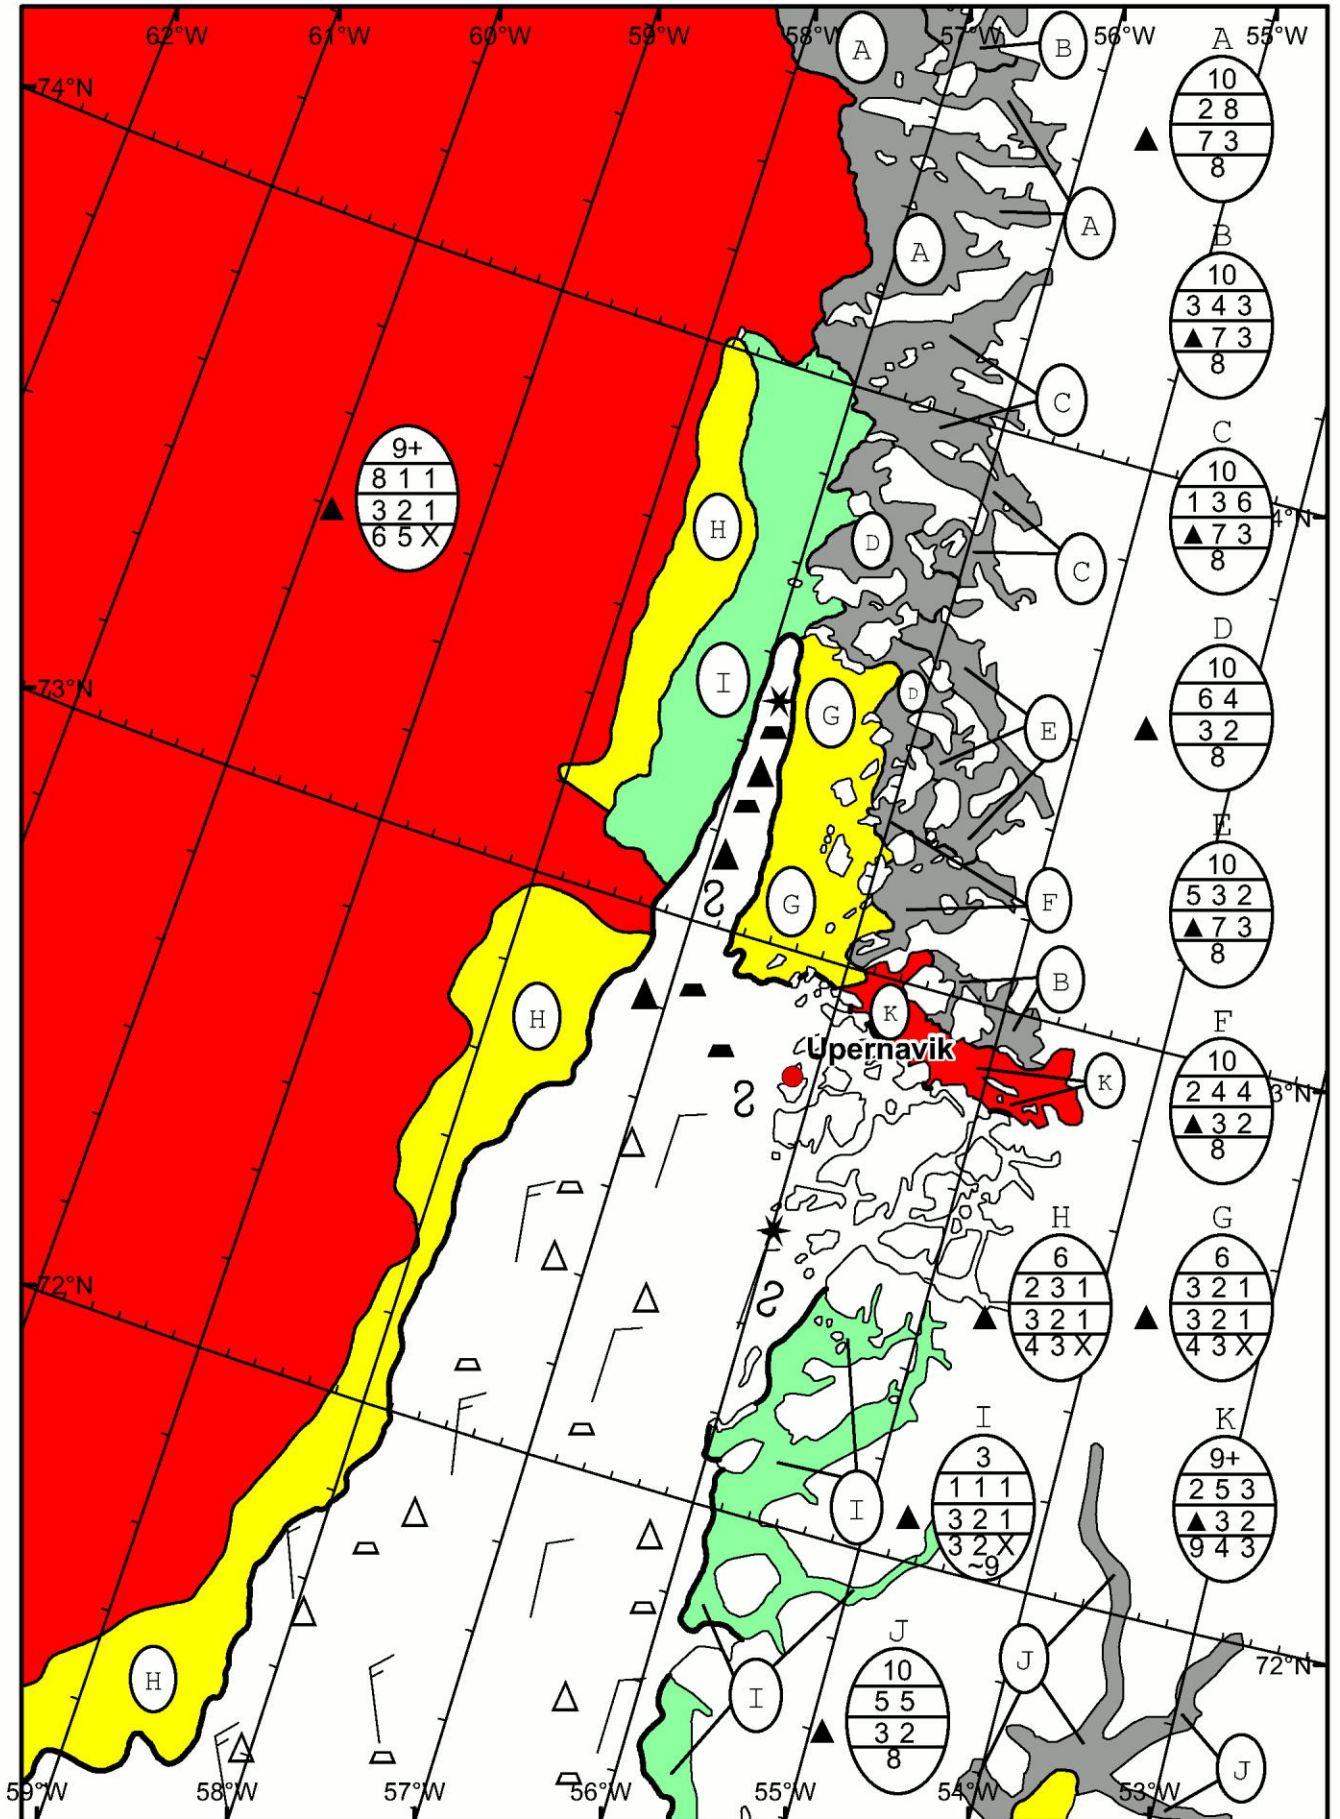 62°W 61°W 60°W 59°W 58°W 57°W 56°W 55°W
74°N
A
B
A
10
2 8
7 3
8
A
A
B
10
3 4 3
▲ 7 3
8
C
C
10
1 3 6
▲ 7 3
8
4°N
9+
8 1 1
3 2 1
6 5 X
H
D
C
D
10
6 4
3 2
8
73°N
I
G
D
E
E
10
5 3 2
▲ 7 3
8
G
F
B
H
K
Upernavik
K
F
10
2 4 4
▲ 3 2
8
3°N
72°N
H
6
2 3 1
3 2 1
4 3 X
G
6
3 2 1
3 2 1
4 3 X
I
3
1 1 1
3 2 1
3 2 X
~9
K
9+
2 5 3
▲ 3 2
9 4 3
I
J
72°N
H
I
J
10
5 5
3 2
8
J
59°W 58°W 57°W 56°W 55°W 54°W 53°W